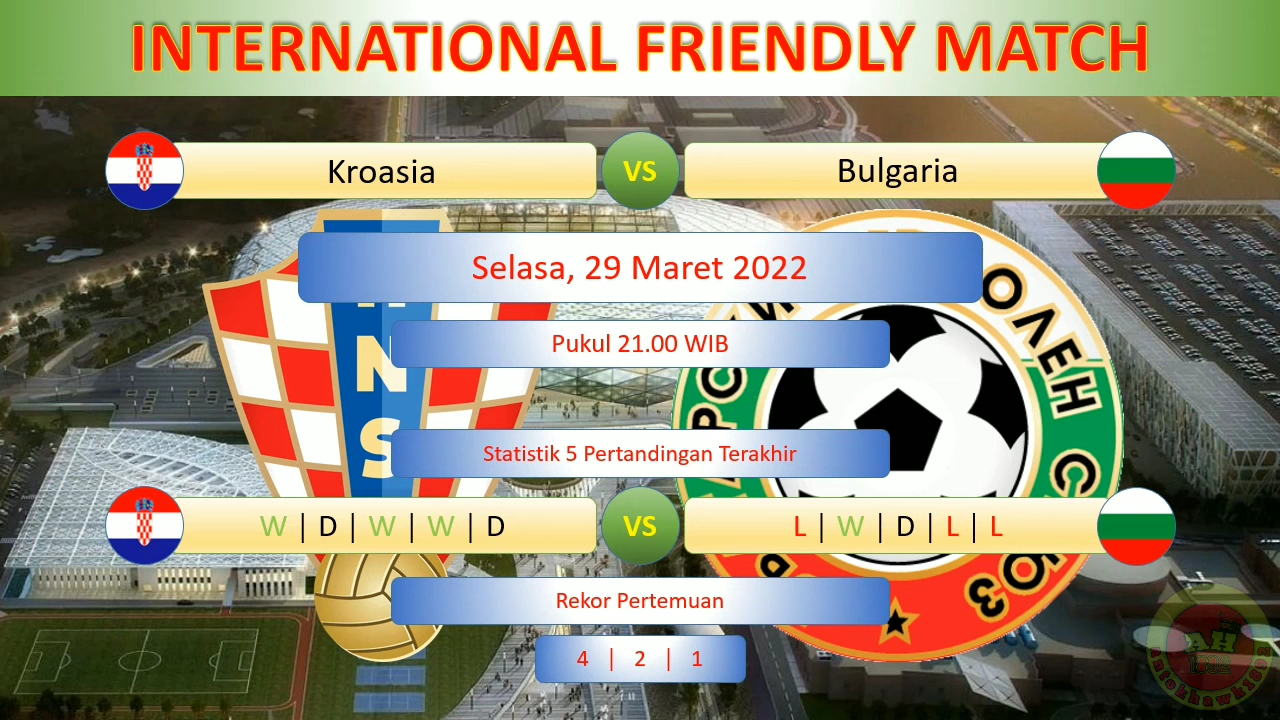 INTERNATIONAL FRIENDLY MATCH
Kroasia
VS
Bulgaria
Selasa, 29 Maret 2022
Pukul 21.00 WIB
Statistik 5 Pertandingan Terakhir
W | D | W | W | D
VS
L | W | D | L | L
Rekor Pertemuan
4 | 2 | 1
N
S
AH